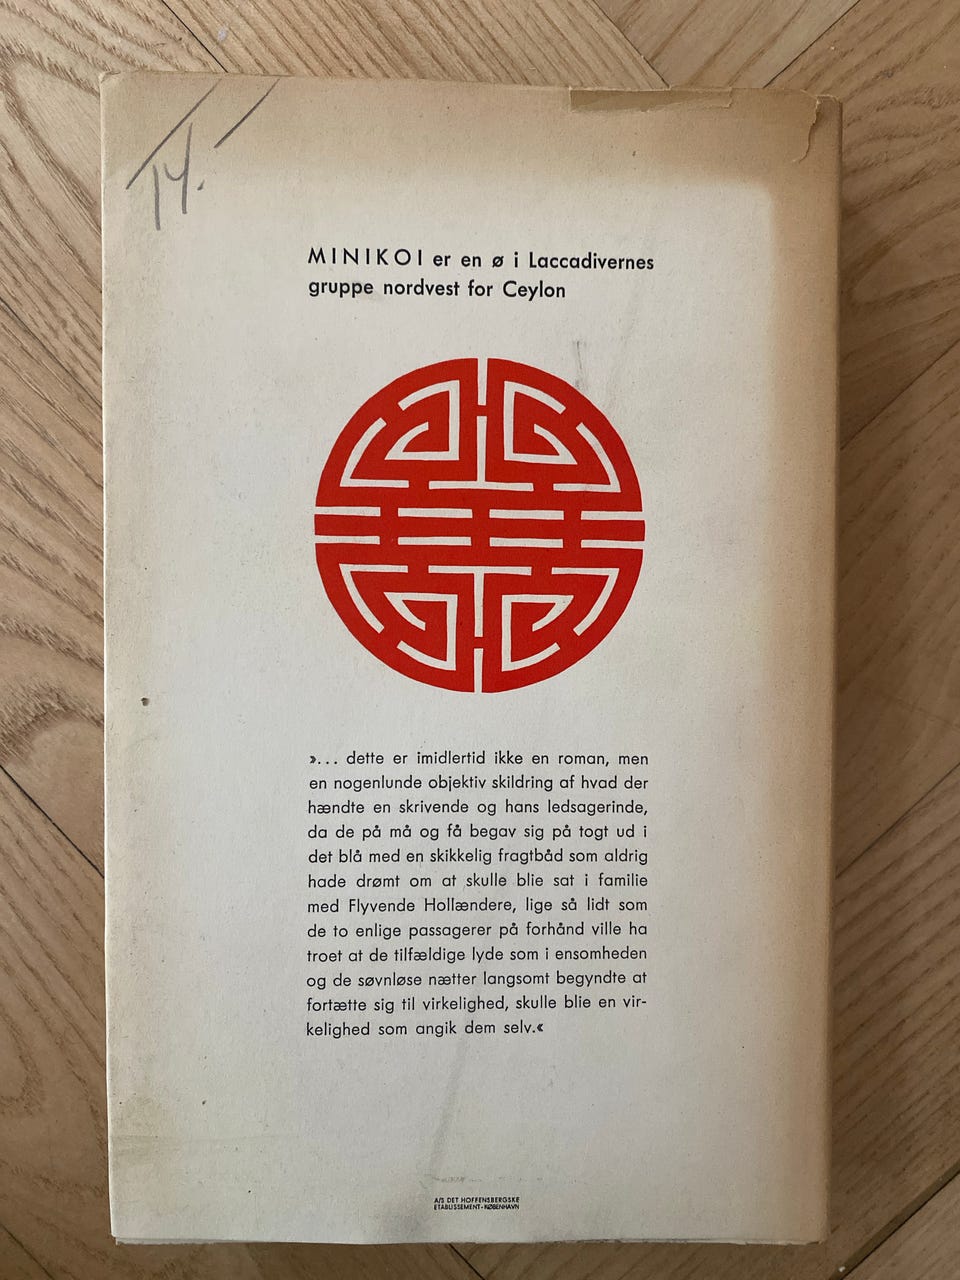 TY.
MINIKOI er en ø i Laccadivernes
gruppe nordvest for Ceylon
»... dette er imidlertid ikke en roman, men
en nogenlunde objektiv skildring af hvad der
hændte en skrivende og hans ledsagerinde,
da de på må og få begav sig på togt ud i
det blå med en skikkelig fragtbåd som aldrig
hade drømt om at skulle blie sat i familie
med Flyvende Hollændere, lige så lidt som
de to enlige passagerer på forhånd ville ha
troet at de tilfældige lyde som i ensomheden
og de søvnløse nætter langsomt begyndte at
fortætte sig til virkelighed, skulle blie en vir-
kelighed som angik dem selv.«
A/S DET HOFFENSBERGSKE
ETABLISSEMENT - KØBENHAVN